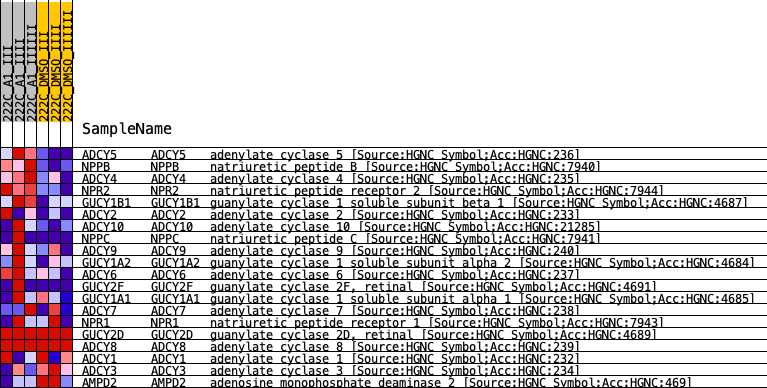 222C_A1_III
222C_A1_IIII
222C_A1_IIIIII
222C_DMSO_III
222C_DMSO_IIII
222C_DMSO_IIIIII
SampleName
ADCY5 ADCY5 adenylate cyclase 5 [Source:HGNC Symbol;Acc:HGNC:236]
NPPB NPPB natriuretic peptide B [Source:HGNC Symbol;Acc:HGNC:7940]
ADCY4 ADCY4 adenylate cyclase 4 [Source:HGNC Symbol;Acc:HGNC:235]
NPR2 NPR2 natriuretic peptide receptor 2 [Source:HGNC Symbol;Acc:HGNC:7944]
GUCY1B1 GUCY1B1 guanylate cyclase 1 soluble subunit beta 1 [Source:HGNC Symbol;Acc:HGNC:4687]
ADCY2 ADCY2 adenylate cyclase 2 [Source:HGNC Symbol;Acc:HGNC:233]
ADCY10 ADCY10 adenylate cyclase 10 [Source:HGNC Symbol;Acc:HGNC:21285]
NPPC NPPC natriuretic peptide C [Source:HGNC Symbol;Acc:HGNC:7941]
ADCY9 ADCY9 adenylate cyclase 9 [Source:HGNC Symbol;Acc:HGNC:240]
GUCY1A2 GUCY1A2 guanylate cyclase 1 soluble subunit alpha 2 [Source:HGNC Symbol;Acc:HGNC:4684]
ADCY6 ADCY6 adenylate cyclase 6 [Source:HGNC Symbol;Acc:HGNC:237]
GUCY2F GUCY2F guanylate cyclase 2F, retinal [Source:HGNC Symbol;Acc:HGNC:4691]
GUCY1A1 GUCY1A1 guanylate cyclase 1 soluble subunit alpha 1 [Source:HGNC Symbol;Acc:HGNC:4685]
ADCY7 ADCY7 adenylate cyclase 7 [Source:HGNC Symbol;Acc:HGNC:238]
NPR1 NPR1 natriuretic peptide receptor 1 [Source:HGNC Symbol;Acc:HGNC:7943]
GUCY2D GUCY2D guanylate cyclase 2D, retinal [Source:HGNC Symbol;Acc:HGNC:4689]
ADCY8 ADCY8 adenylate cyclase 8 [Source:HGNC Symbol;Acc:HGNC:239]
ADCY1 ADCY1 adenylate cyclase 1 [Source:HGNC Symbol;Acc:HGNC:232]
ADCY3 ADCY3 adenylate cyclase 3 [Source:HGNC Symbol;Acc:HGNC:234]
AMPD2 AMPD2 adenosine monophosphate deaminase 2 [Source:HGNC Symbol;Acc:HGNC:469]